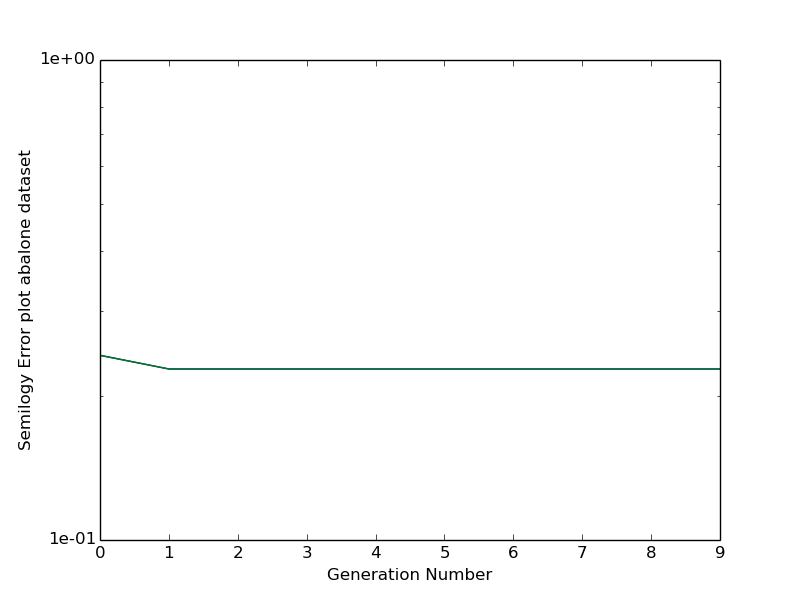 1e+00
Semilogy Error plot abalone dataset
1e-01
0 1 2 3 4 5 6 7 8 9
Generation Number